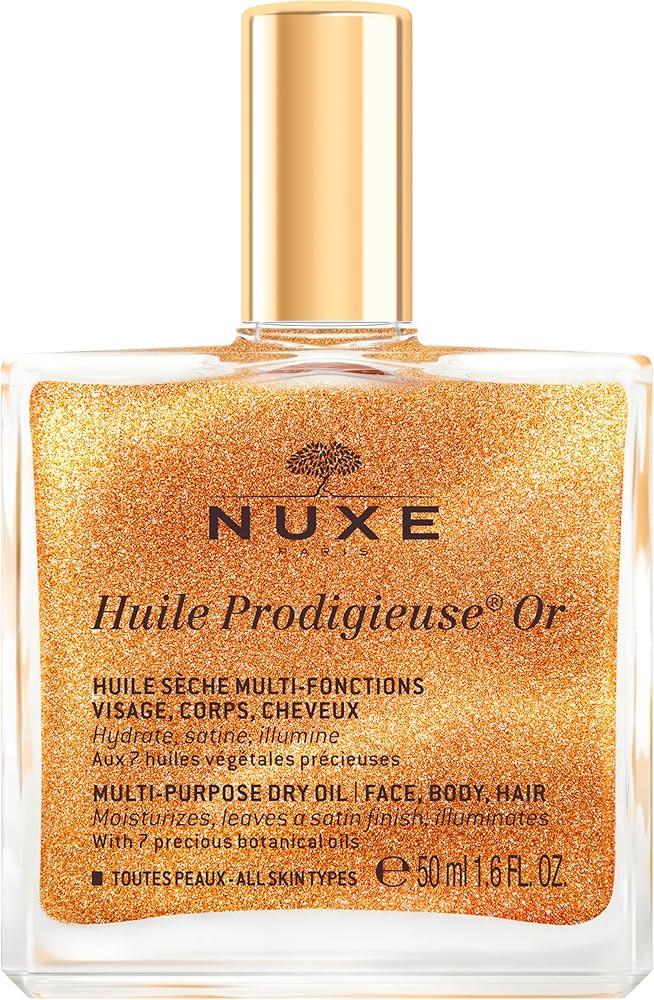 NUXE
PARIS
Huile Prodigieuse® Or
HUILE SÈCHE MULTI-FONCTIONS
VISAGE, CORPS, CHEVEUX
Hydrate, satine, illumine
Aux 7 huiles végétales précieuses
MULTI-PURPOSE DRY OIL | FACE, BODY, HAIR
Moisturizes, leaves a satin finish, illuminates
With 7 precious botanical oils
■ TOUTES PEAUX - ALL SKIN TYPES ℮ 50 ml 1.6 FL. OZ.